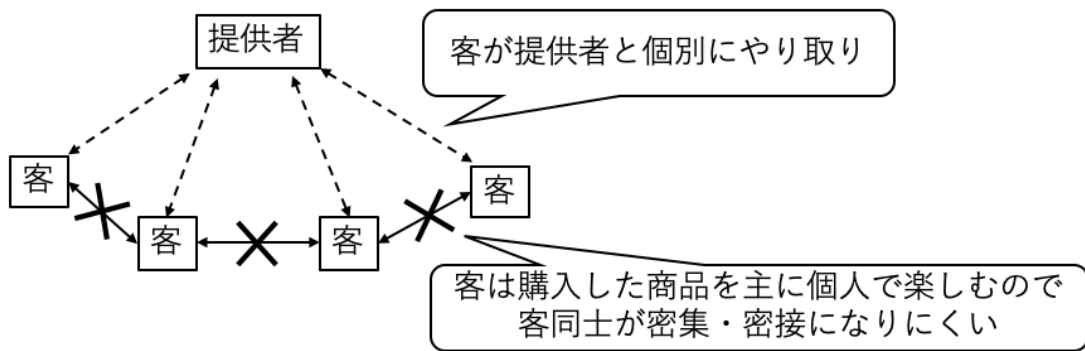 提供者
客が提供者と個別にやり取り
客
客
客
客
客は購入した商品を主に個人で楽しむので
客同士が密集・密接になりにくい